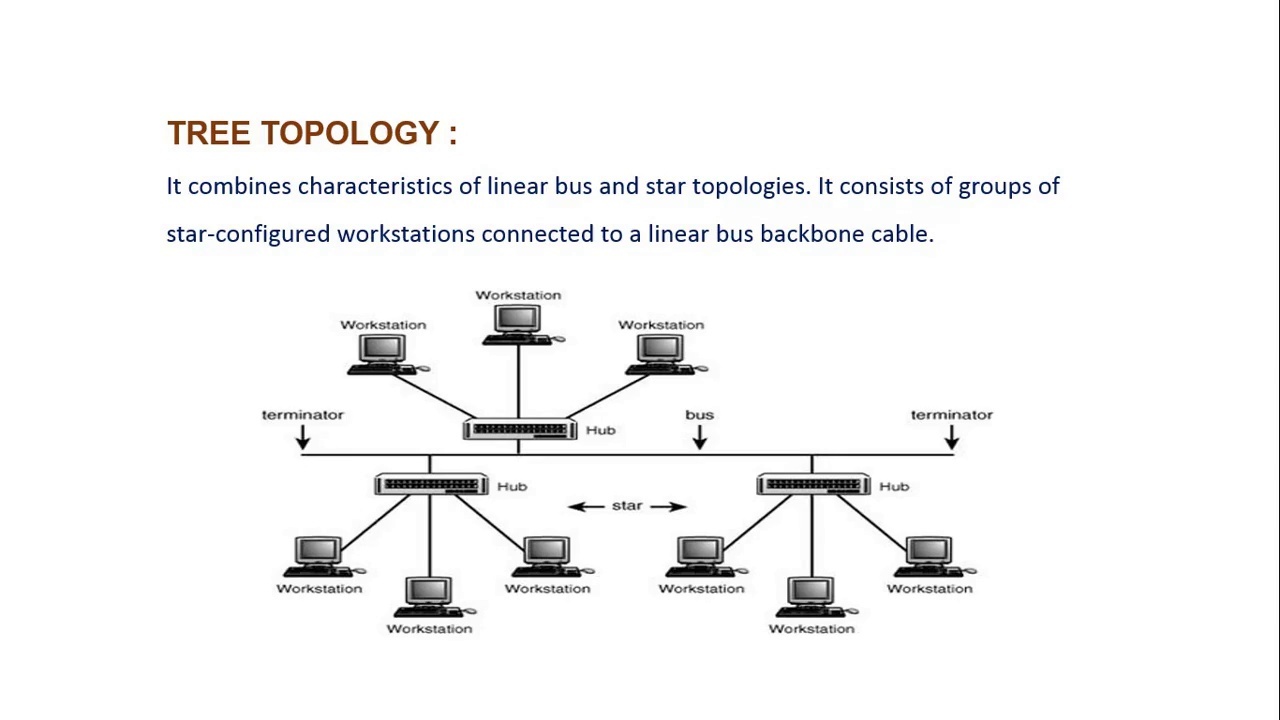 TREE TOPOLOGY :
It combines characteristics of linear bus and star topologies. It consists of groups of
star-configured workstations connected to a linear bus backbone cable.
Workstation
Workstation
Workstation
terminator
bus
terminator
Hub
Hub
star
Hub
Workstation
Workstation
Workstation
Workstation
Workstation
Workstation